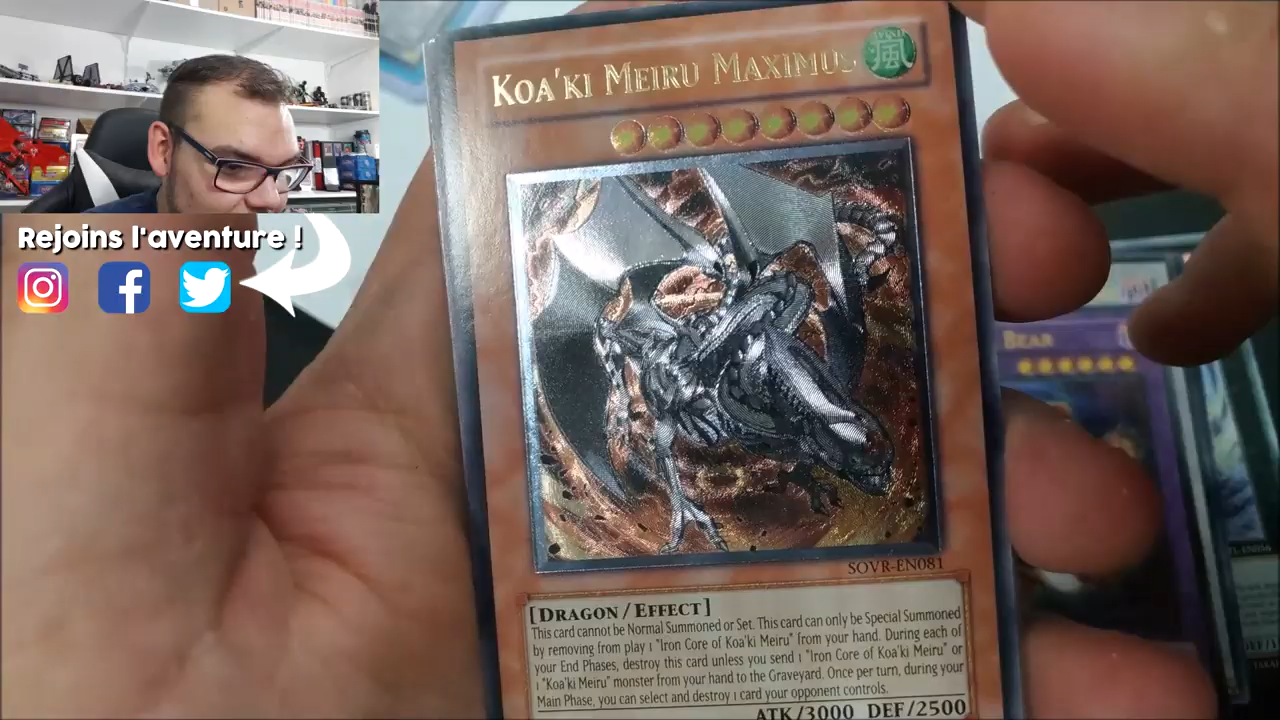 KOA'KI MEIRU MAXIMUS
WIND
風
Rejoins l'aventure !
BEAR
SOVR-EN081
[DRAGON/EFFECT]
This card cannot be Normal Summoned or Set. This card can only be Special Summoned
by removing from play 1 "Iron Core of Koa'ki Meiru" from your hand. During each of
your End Phases, destroy this card unless you send 1 "Iron Core of Koa'ki Meiru" or
1 "Koa'ki Meiru" monster from your hand to the Graveyard. Once per turn, during your
Main Phase, you can select and destroy 1 card your opponent controls.
ATK/3000 DEF/2500